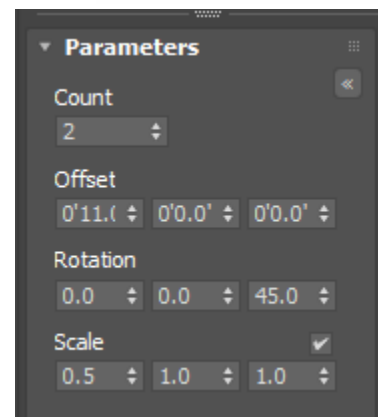 Parameters
Count
2
Offset
0'11.( 0'0.0' 0'0.0'
Rotation
0.0 0.0 45.0
Scale
0.5 1.0 1.0